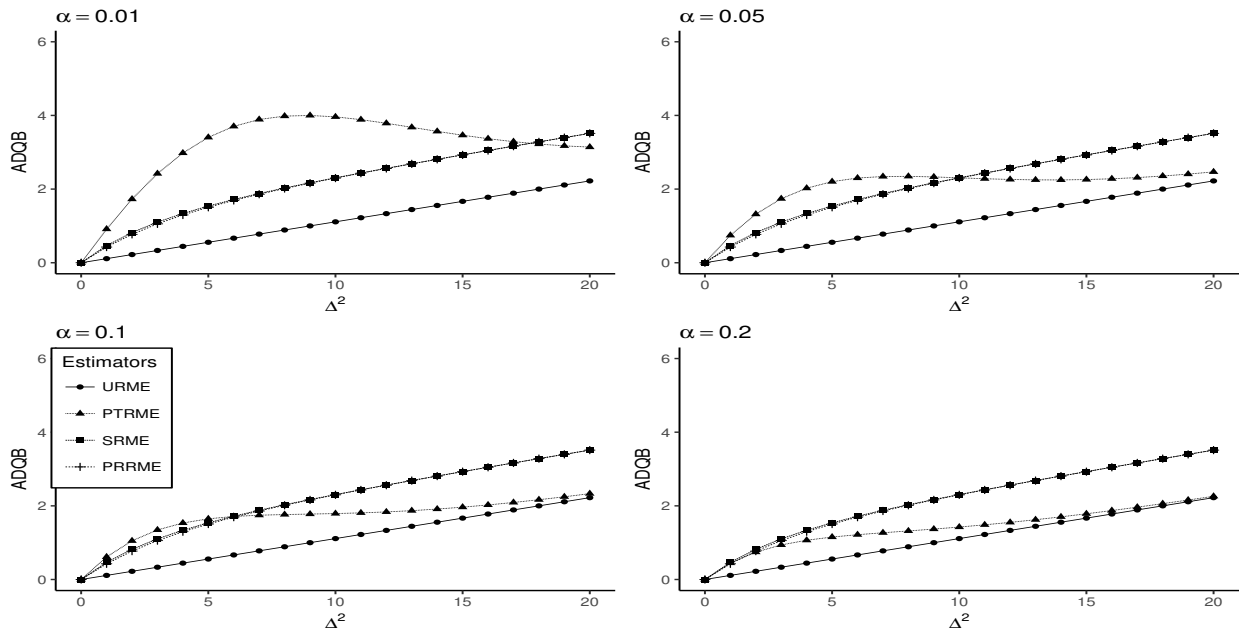 α = 0.01
6
4
2
0
ADQB
0 5 10 15 20
Δ²
α = 0.05
6
4
2
0
ADQB
0 5 10 15 20
Δ²
α = 0.1
6
4
2
0
ADQB
Estimators
URME
PTRME
SRME
PRRME
0 5 10 15 20
Δ²
α = 0.2
6
4
2
0
ADQB
0 5 10 15 20
Δ²